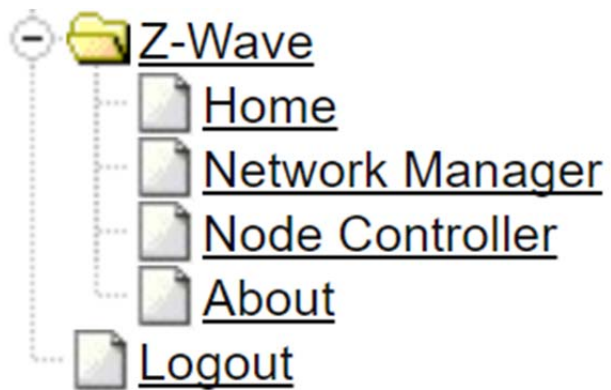 Z-Wave
Home
Network Manager
Node Controller
About
Logout